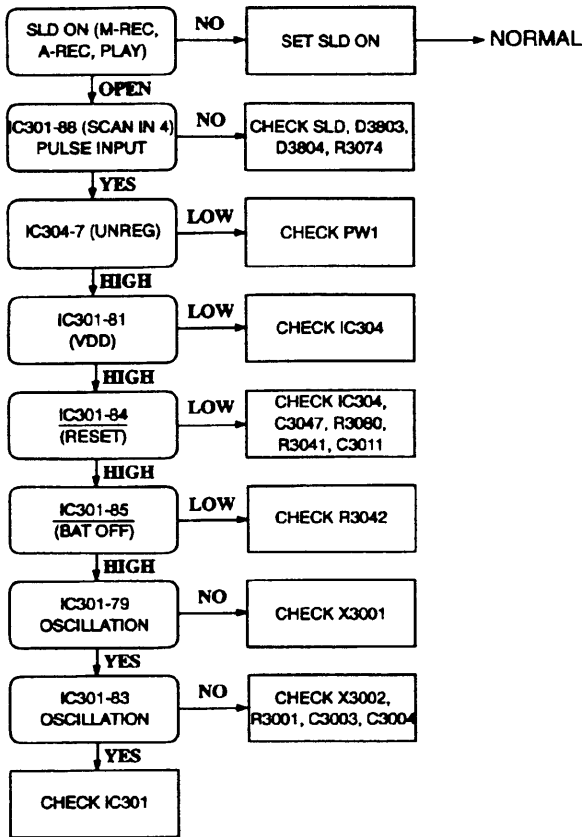 SLD ON (M-REC,
A-REC, PLAY)
NO
SET SLD ON
NORMAL
OPEN
IC301-88 (SCAN IN 4)
PULSE INPUT
NO
CHECK SLD, D3803,
D3804, R3074
YES
IC304-7 (UNREG)
LOW
CHECK PW1
HIGH
IC301-81
(VDD)
LOW
CHECK IC304
HIGH
IC301-84
(RESET)
LOW
CHECK IC304,
C3047, R3080,
R3041, C3011
HIGH
IC301-85
(BAT OFF)
LOW
CHECK R3042
HIGH
IC301-79
OSCILLATION
NO
CHECK X3001
YES
IC301-83
OSCILLATION
NO
CHECK X3002,
R3001, C3003, C3004
YES
CHECK IC301